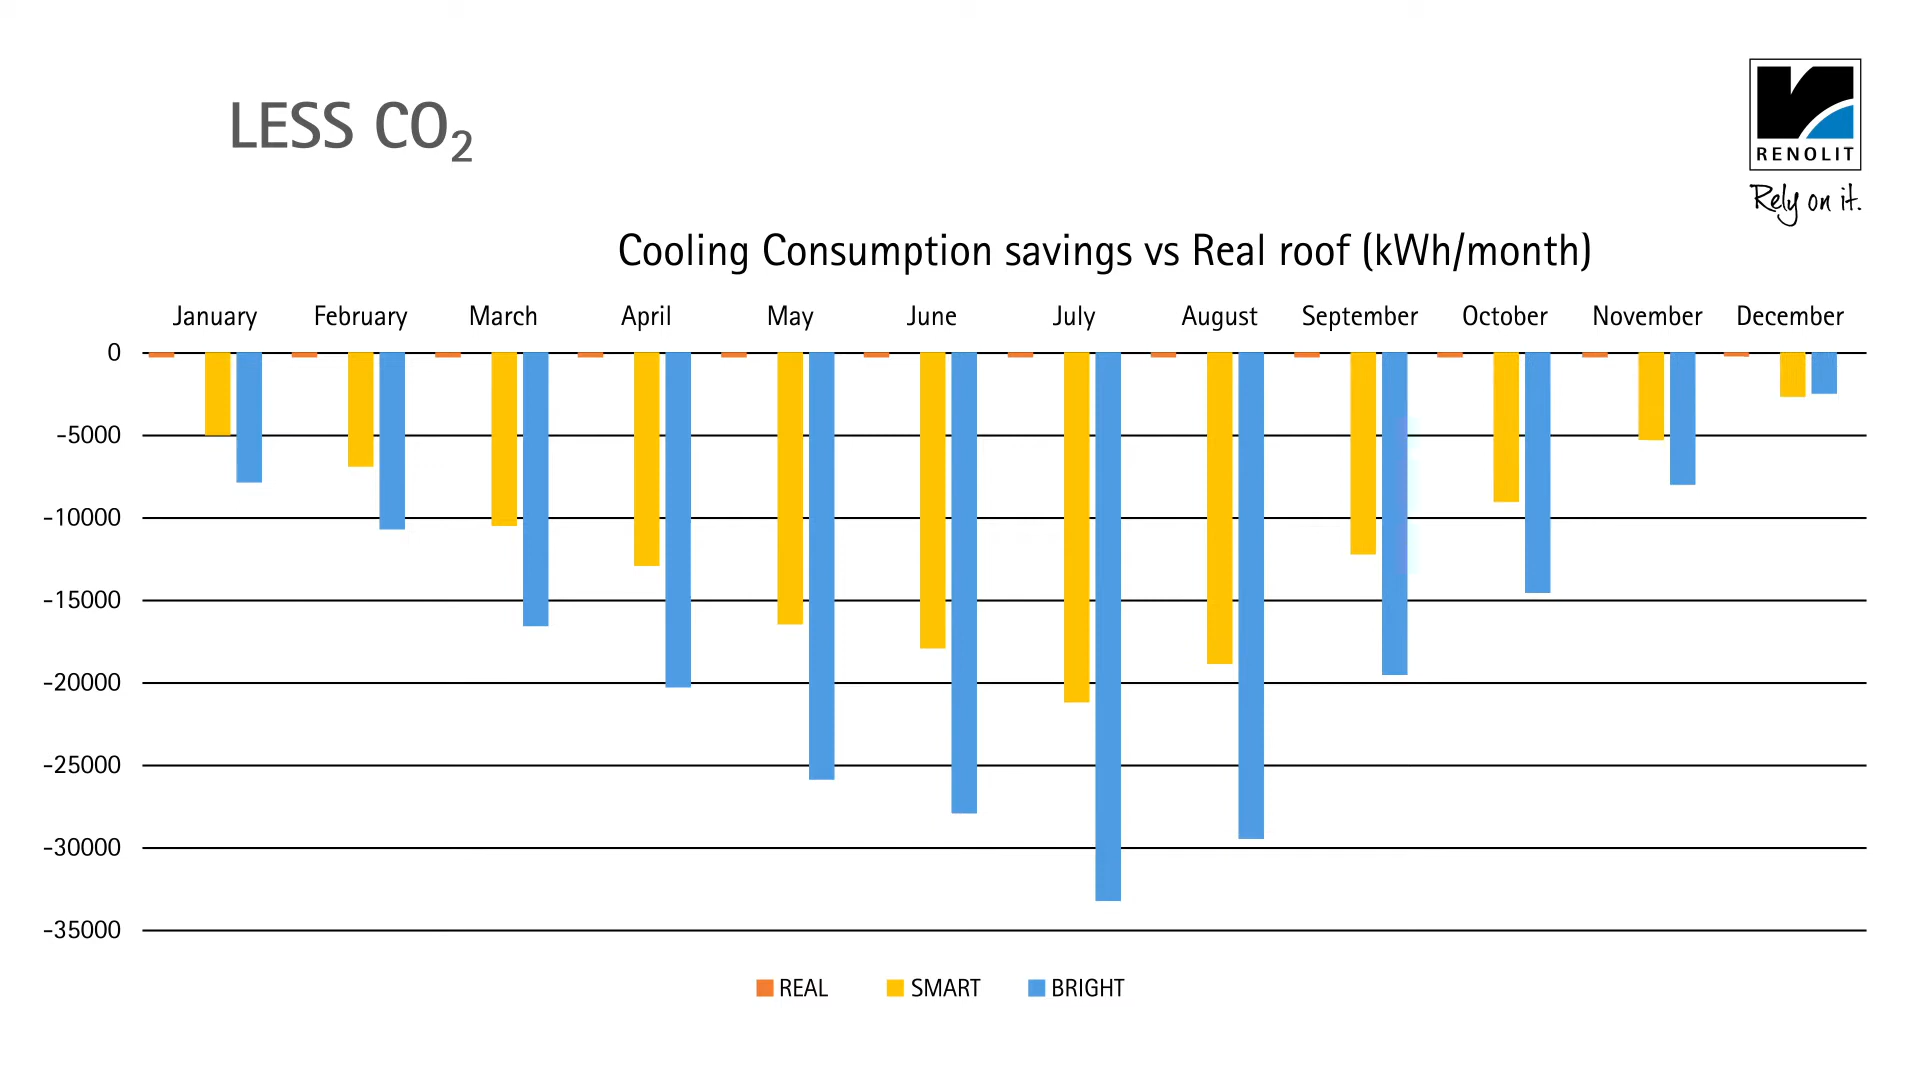 LESS CO₂
RENOLIT
Rely on it.
Cooling Consumption savings vs Real roof (kWh/month)
January February March April May June July August September October November December
0
-5000
-10000
-15000
-20000
-25000
-30000
-35000
REAL SMART BRIGHT